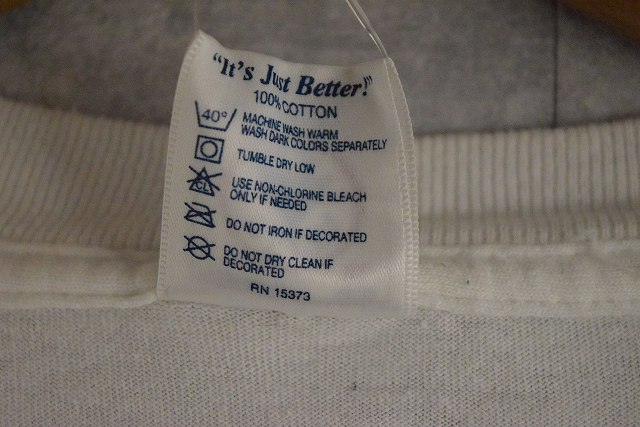 "It's Just Better!"
100% COTTON
40°
MACHINE WASH WARM
WASH DARK COLORS SEPARATELY
TUMBLE DRY LOW
CL
USE NON-CHLORINE BLEACH
ONLY IF NEEDED
DO NOT IRON IF DECORATED
DO NOT DRY CLEAN IF
DECORATED
RN 15373